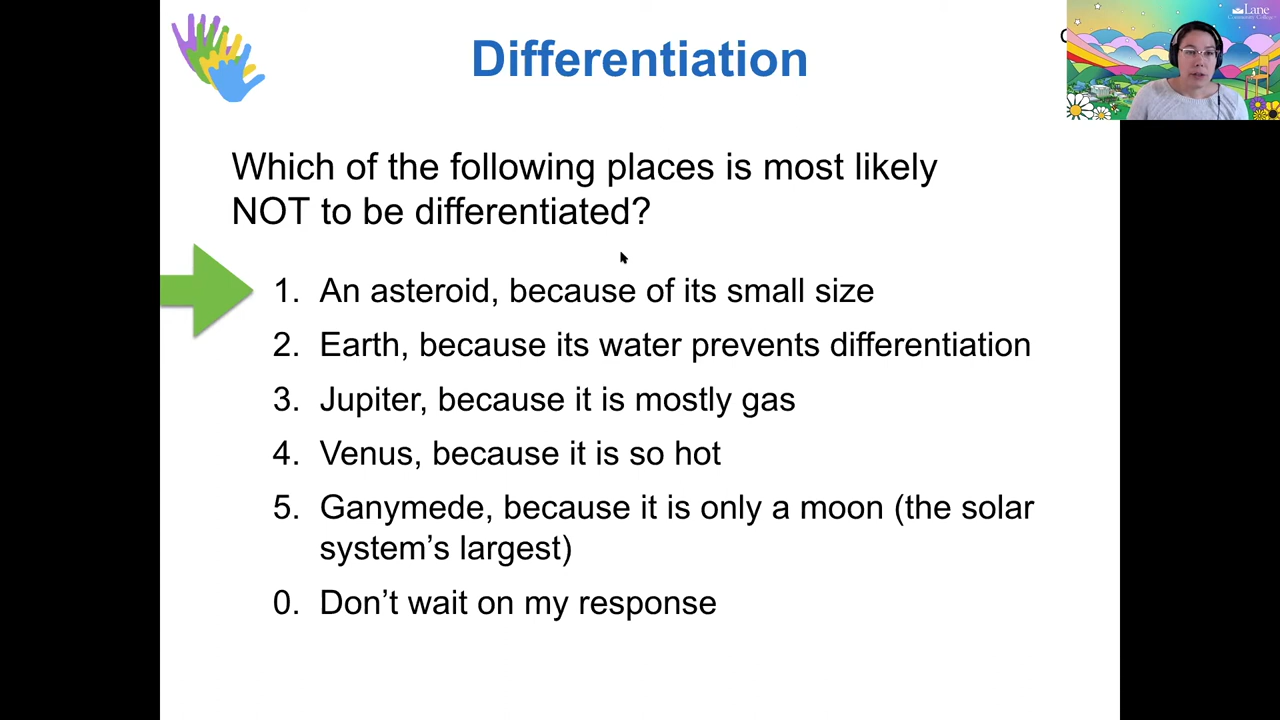 Differentiation
Lane
Community College
Which of the following places is most likely
NOT to be differentiated?
1. An asteroid, because of its small size
2. Earth, because its water prevents differentiation
3. Jupiter, because it is mostly gas
4. Venus, because it is so hot
5. Ganymede, because it is only a moon (the solar
system’s largest)
0. Don’t wait on my response